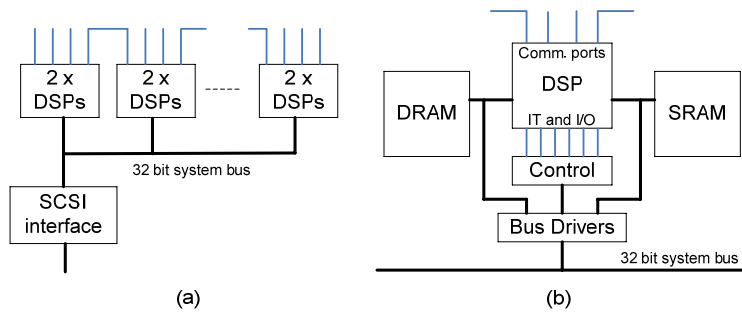 2 x
DSPs
2 x
DSPs
2 x
DSPs
32 bit system bus
SCSI
interface
(a)
Comm. ports
DSP
IT and I/O
DRAM
SRAM
Control
Bus Drivers
32 bit system bus
(b)